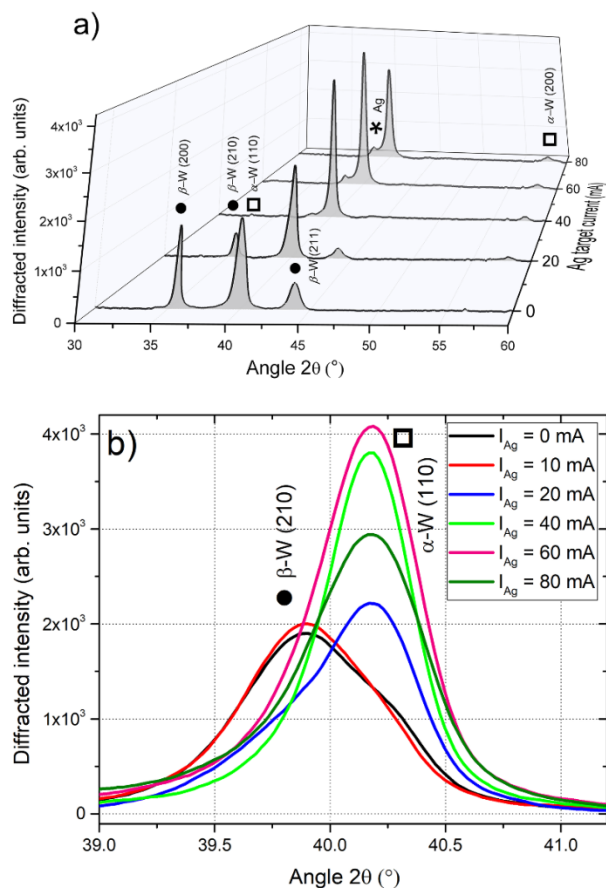 a)
Diffracted intensity (arb. units)
4x10³
3x10³
2x10³
1x10³
0
β-W (200)
β-W (210)
α-W (110)
β-W (211)
Ag
*
α-W (200)
80
60
40
20
0
Ag target current (mA)
30 35 40 45 50 55 60
Angle 2θ (°)
b)
Diffracted intensity (arb. units)
4x10³
3x10³
2x10³
1x10³
0
β-W (210)
α-W (110)
I_Ag = 0 mA
I_Ag = 10 mA
I_Ag = 20 mA
I_Ag = 40 mA
I_Ag = 60 mA
I_Ag = 80 mA
39.0 39.5 40.0 40.5 41.0
Angle 2θ (°)